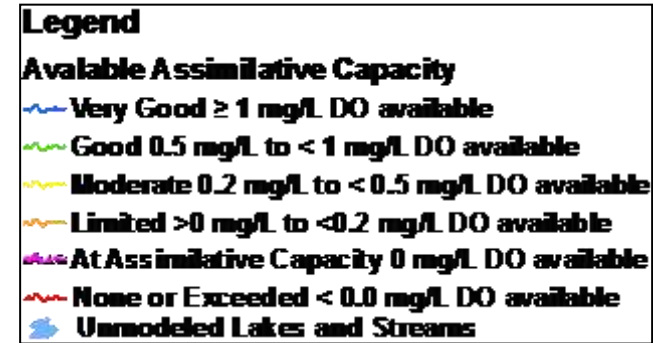 Legend
Avalable Assimilative Capacity
Very Good ≥ 1 mg/L DO available
Good 0.5 mg/L to < 1 mg/L DO available
Moderate 0.2 mg/L to < 0.5 mg/L DO available
Limited >0 mg/L to <0.2 mg/L DO available
At Assimilative Capacity 0 mg/L DO available
None or Exceeded < 0.0 mg/L DO available
Unmodeled Lakes and Streams